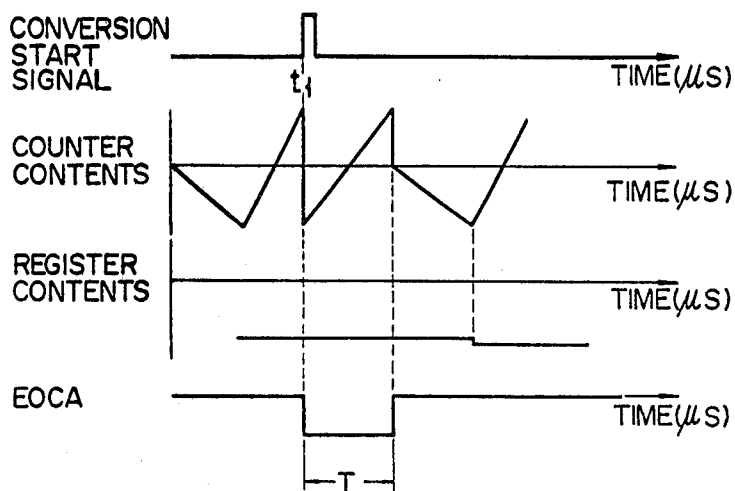 CONVERSION
START
SIGNAL
t₁
TIME(μS)
COUNTER
CONTENTS
TIME(μS)
REGISTER
CONTENTS
TIME(μS)
EOCA
TIME(μS)
T